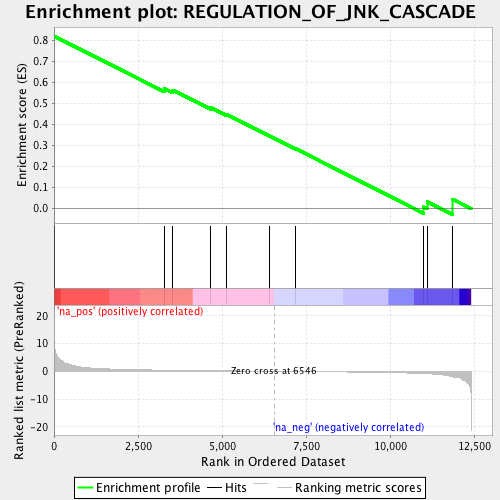 Enrichment plot: REGULATION_OF_JNK_CASCADE
Enrichment score (ES)
0.8
0.7
0.6
0.5
0.4
0.3
0.2
0.1
0.0
'na_pos' (positively correlated)
Ranked list metric (PreRanked)
20
10
0
-10
-20
Zero cross at 6546
'na_neg' (negatively correlated)
0 2,500 5,000 7,500 10,000 12,500
Rank in Ordered Dataset
Enrichment profile Hits Ranking metric scores